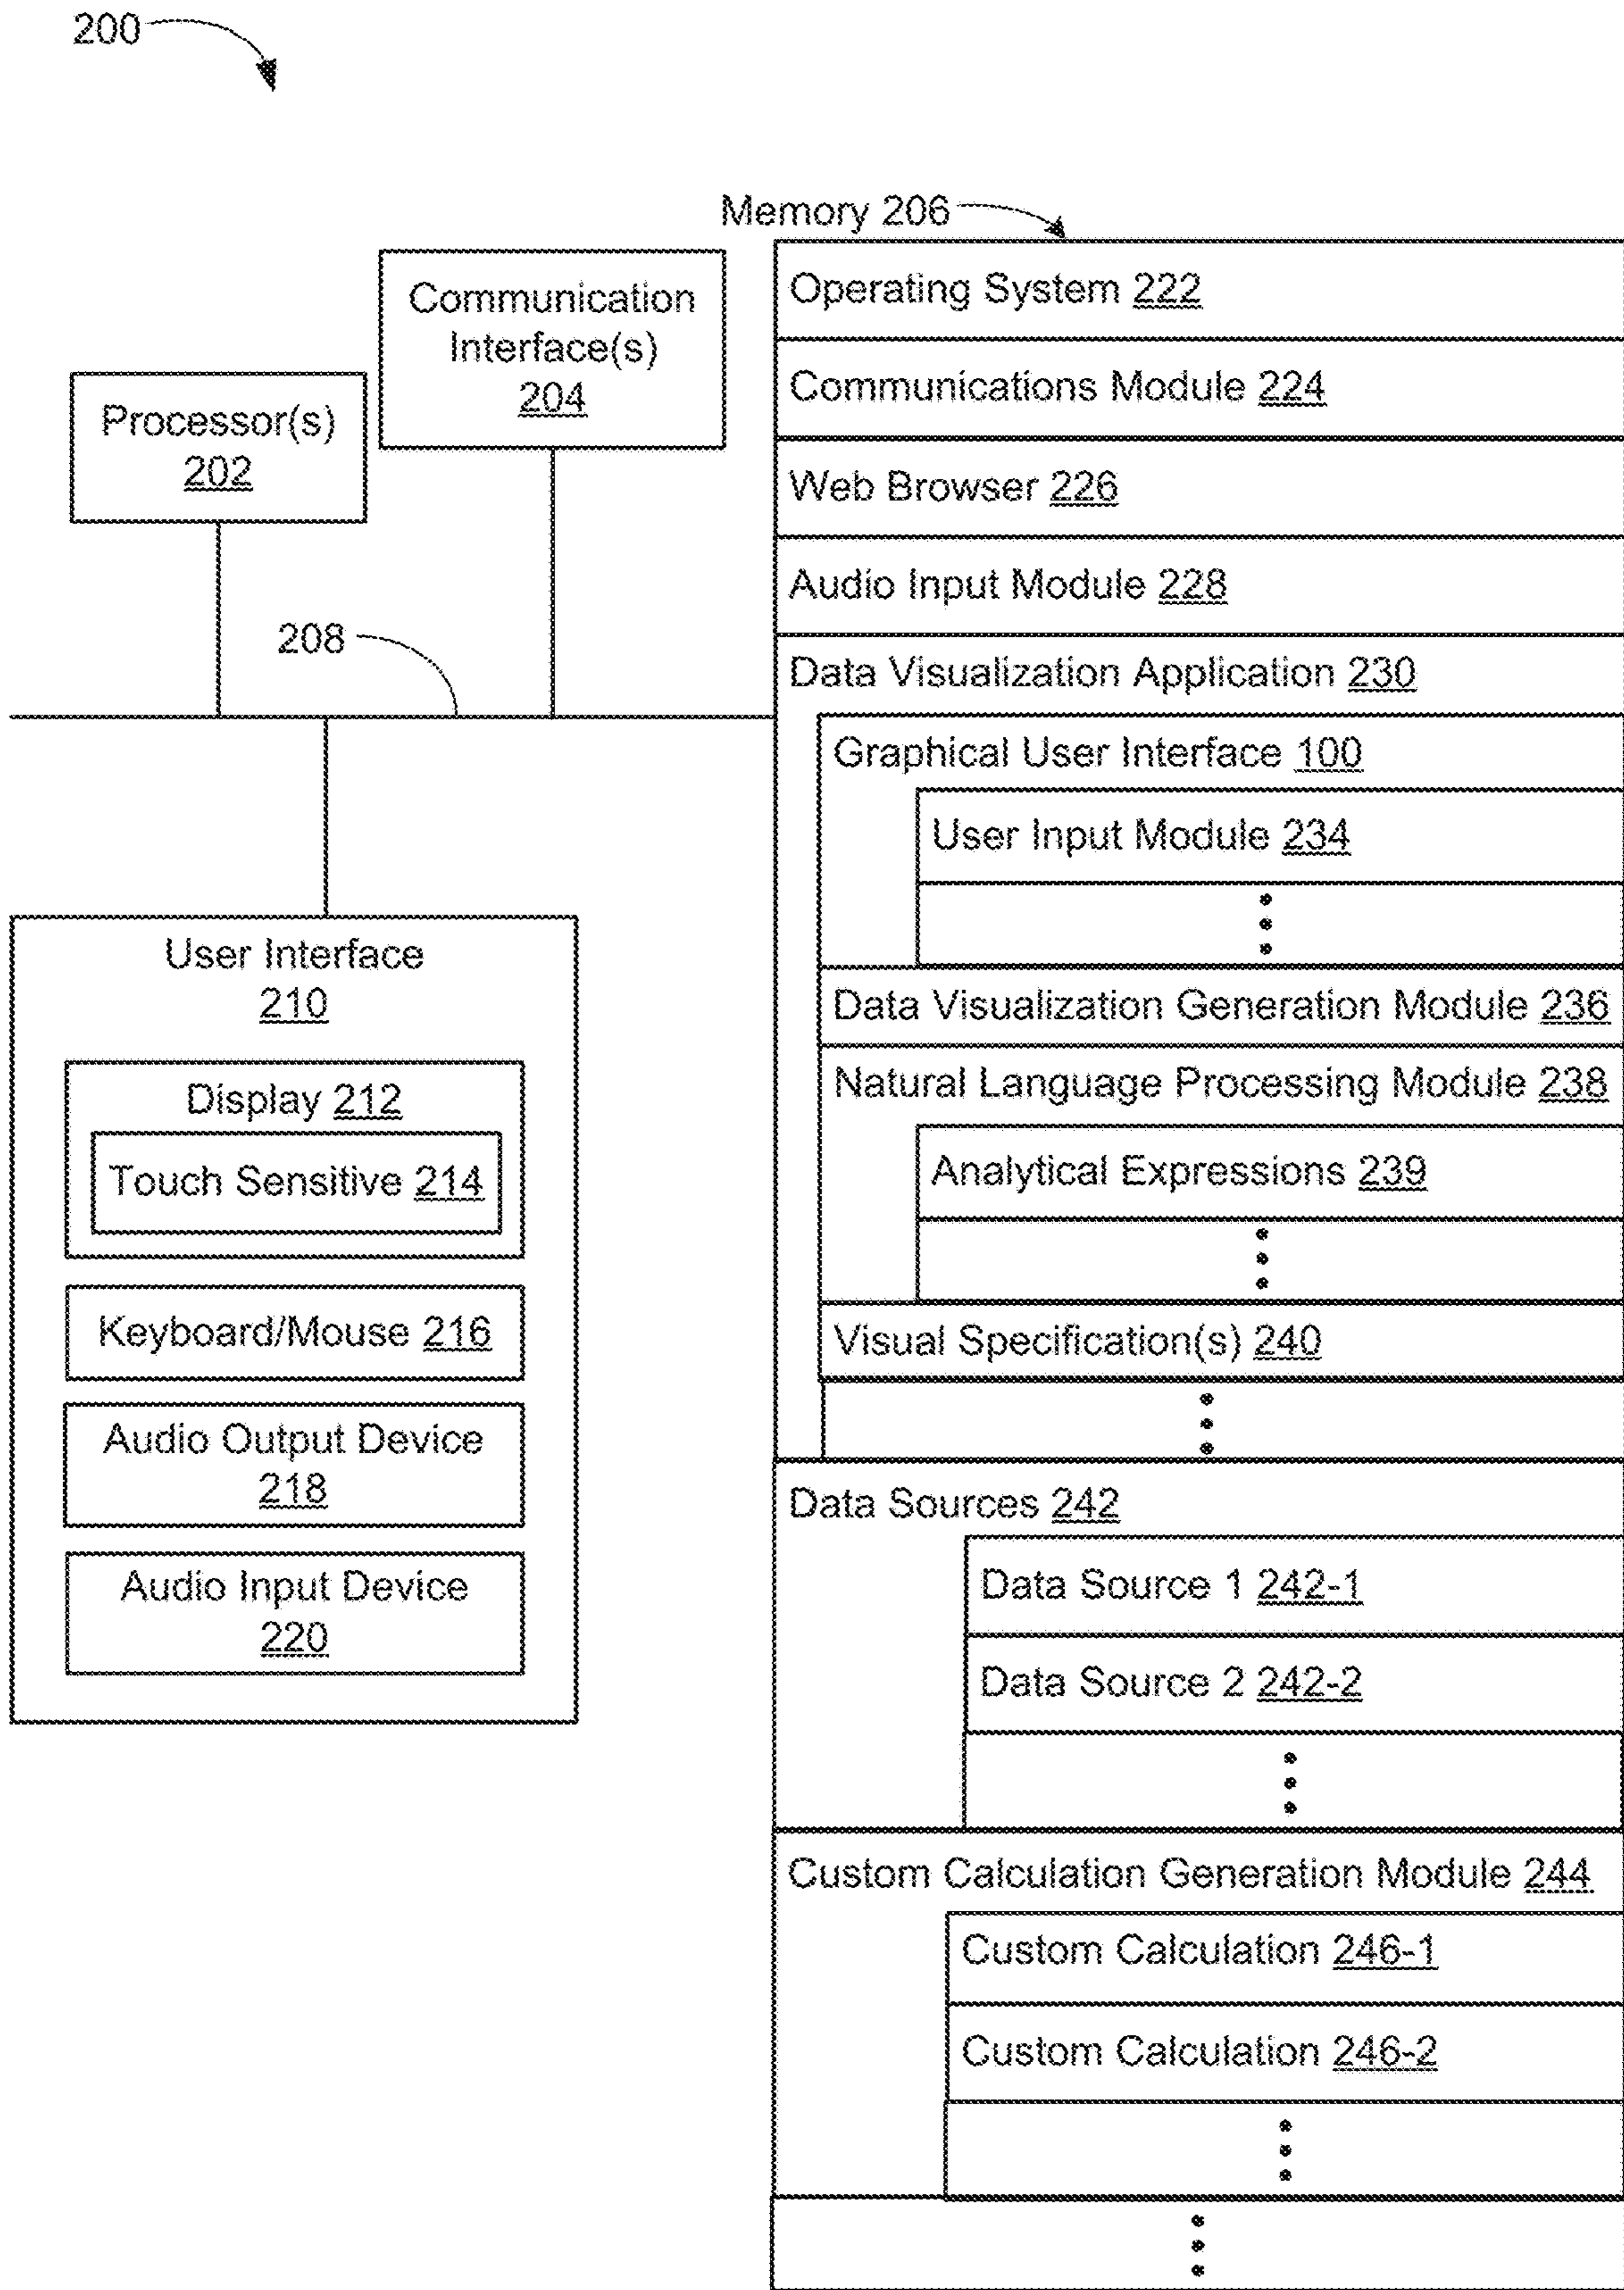 200
Memory 206
Communication
Interface(s)
204
Processor(s)
202
208
User Interface
210
Display 212
Touch Sensitive 214
Keyboard/Mouse 216
Audio Output Device
218
Audio Input Device
220
Operating System 222
Communications Module 224
Web Browser 226
Audio Input Module 228
Data Visualization Application 230
Graphical User Interface 100
User Input Module 234
Data Visualization Generation Module 236
Natural Language Processing Module 238
Analytical Expressions 239
Visual Specification(s) 240
Data Sources 242
Data Source 1 242-1
Data Source 2 242-2
Custom Calculation Generation Module 244
Custom Calculation 246-1
Custom Calculation 246-2